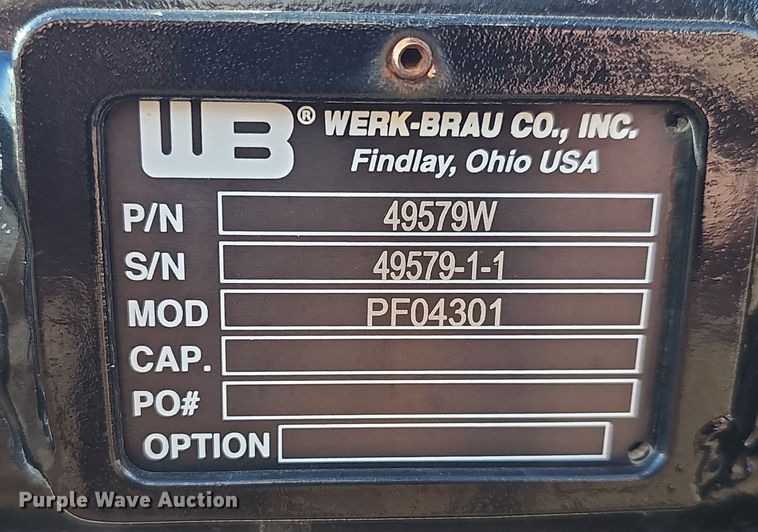 WB® WERK-BRAU CO., INC.
Findlay, Ohio USA
P/N 49579W
S/N 49579-1-1
MOD PF04301
CAP.
PO#
OPTION
Purple Wave Auction